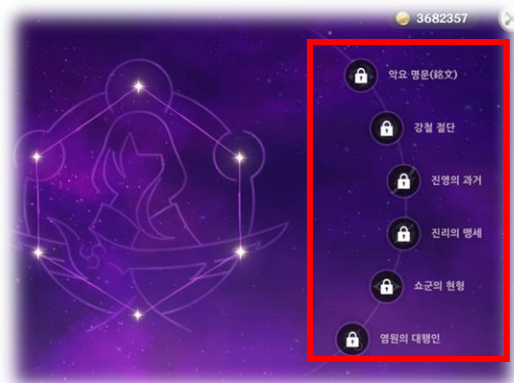 3682357
악요 명문(銘文)
강철 절단
진영의 과거
진리의 맹세
쇼군의 현형
염원의 대행인